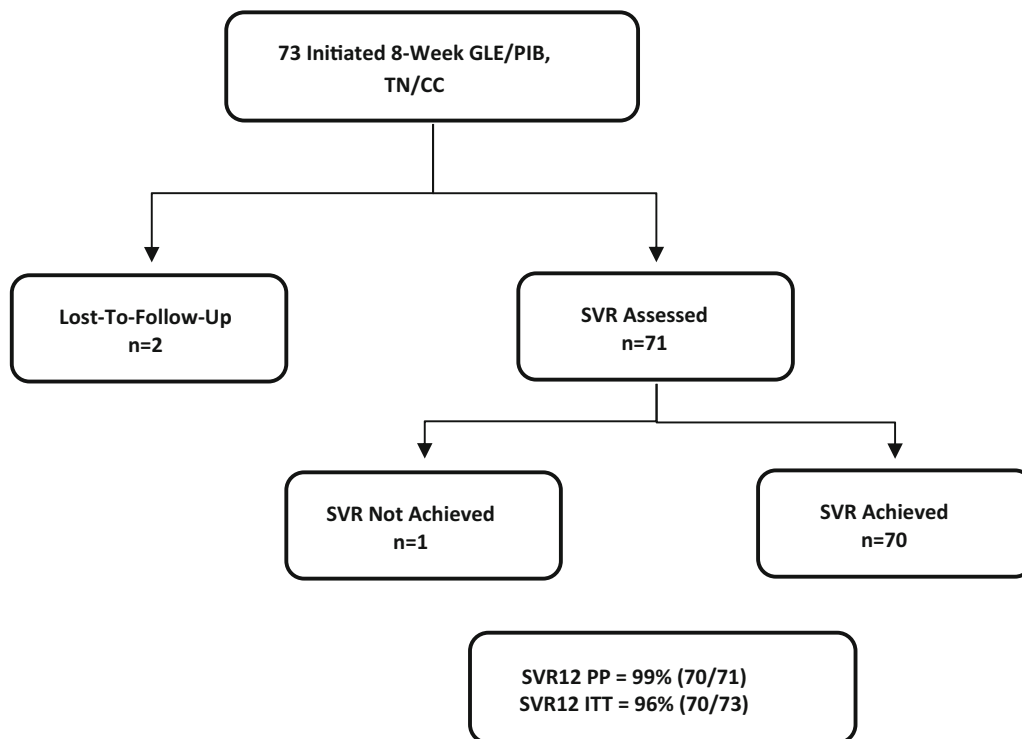 73 Initiated 8-Week GLE/PIB,
TN/CC
Lost-To-Follow-Up
n=2
SVR Assessed
n=71
SVR Not Achieved
n=1
SVR Achieved
n=70
SVR12 PP = 99% (70/71)
SVR12 ITT = 96% (70/73)